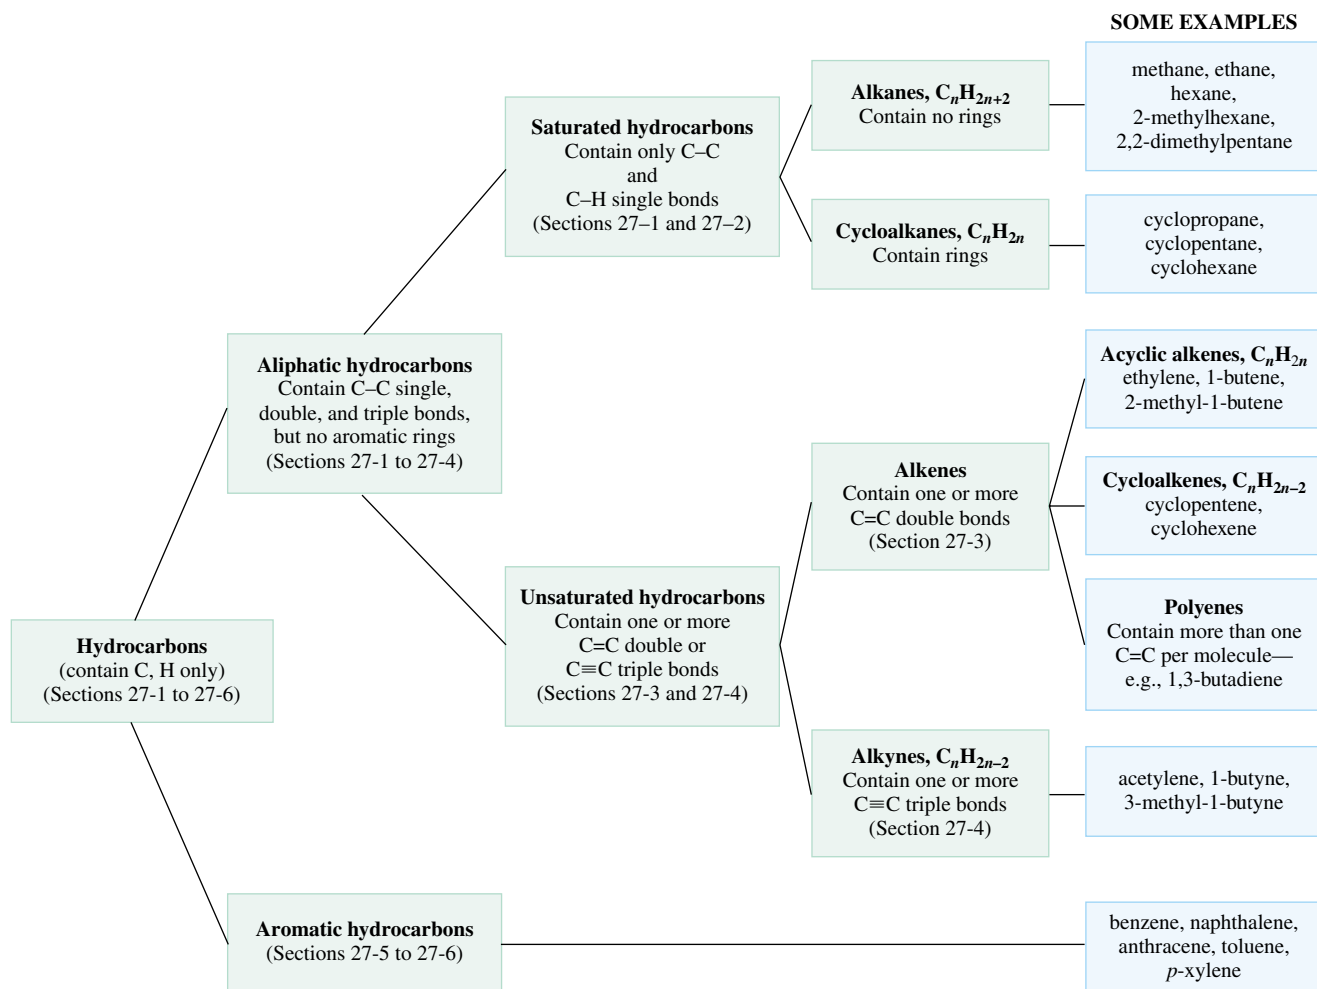 SOME EXAMPLES
Alkanes, CₙH₂ₙ₊₂
Contain no rings
methane, ethane,
hexane,
2-methylhexane,
2,2-dimethylpentane
Saturated hydrocarbons
Contain only C–C
and
C–H single bonds
(Sections 27–1 and 27–2)
Cycloalkanes, CₙH₂ₙ
Contain rings
cyclopropane,
cyclopentane,
cyclohexane
Aliphatic hydrocarbons
Contain C–C single,
double, and triple bonds,
but no aromatic rings
(Sections 27-1 to 27-4)
Acyclic alkenes, CₙH₂ₙ
ethylene, 1-butene,
2-methyl-1-butene
Alkenes
Contain one or more
C=C double bonds
(Section 27-3)
Cycloalkenes, CₙH₂ₙ₋₂
cyclopentene,
cyclohexene
Unsaturated hydrocarbons
Contain one or more
C=C double or
C≡C triple bonds
(Sections 27-3 and 27-4)
Polyenes
Contain more than one
C=C per molecule—
e.g., 1,3-butadiene
Hydrocarbons
(contain C, H only)
(Sections 27-1 to 27-6)
Alkynes, CₙH₂ₙ₋₂
Contain one or more
C≡C triple bonds
(Section 27-4)
acetylene, 1-butyne,
3-methyl-1-butyne
Aromatic hydrocarbons
(Sections 27-5 to 27-6)
benzene, naphthalene,
anthracene, toluene,
p-xylene